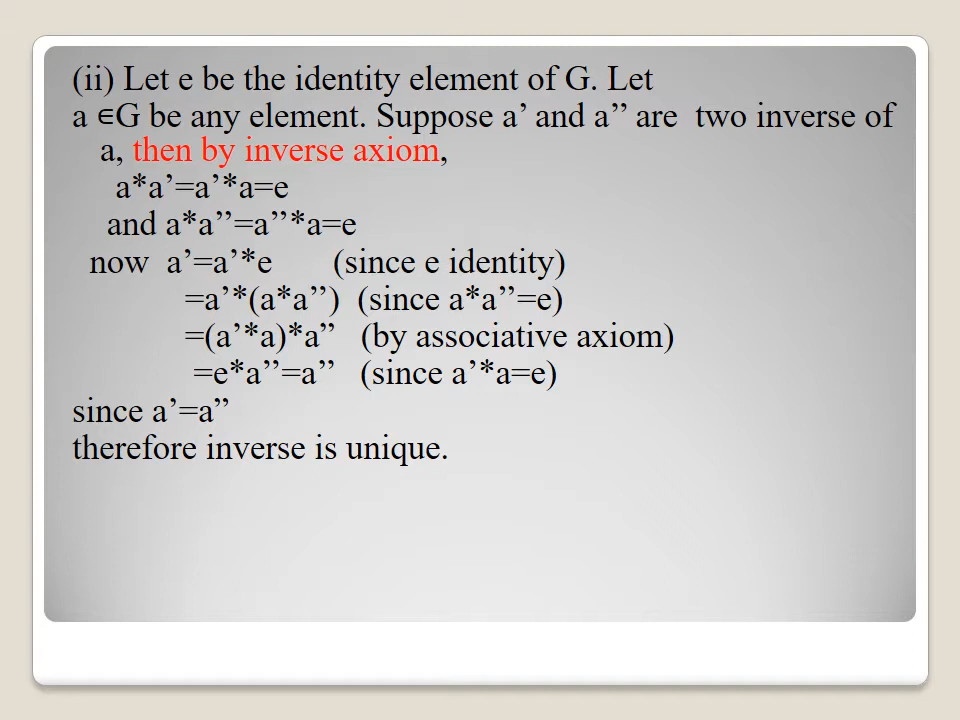 (ii) Let e be the identity element of G. Let
a ∈G be any element. Suppose a’ and a’’ are two inverse of
a, then by inverse axiom,
a*a’=a’*a=e
and a*a’’=a’’*a=e
now a’=a’*e (since e identity)
=a’*(a*a’’) (since a*a’’=e)
=(a’*a)*a” (by associative axiom)
=e*a’’=a’’ (since a’*a=e)
since a’=a”
therefore inverse is unique.